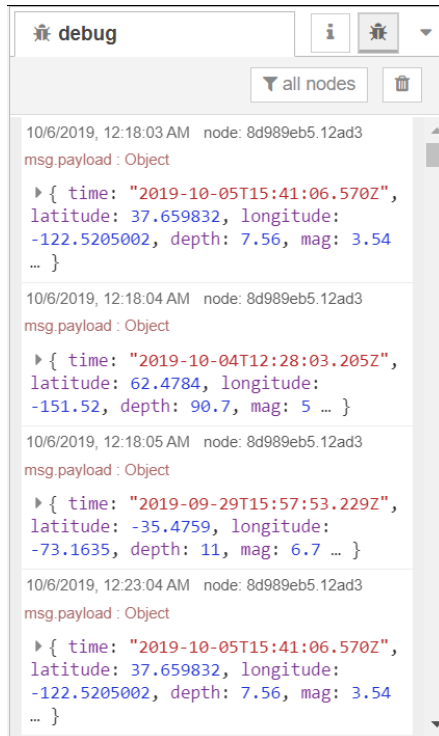 debug
i
all nodes
10/6/2019, 12:18:03 AM node: 8d989eb5.12ad3
msg.payload : Object
{ time: "2019-10-05T15:41:06.570Z",
latitude: 37.659832, longitude:
-122.5205002, depth: 7.56, mag: 3.54
… }
10/6/2019, 12:18:04 AM node: 8d989eb5.12ad3
msg.payload : Object
{ time: "2019-10-04T12:28:03.205Z",
latitude: 62.4784, longitude:
-151.52, depth: 90.7, mag: 5 … }
10/6/2019, 12:18:05 AM node: 8d989eb5.12ad3
msg.payload : Object
{ time: "2019-09-29T15:57:53.229Z",
latitude: -35.4759, longitude:
-73.1635, depth: 11, mag: 6.7 … }
10/6/2019, 12:23:04 AM node: 8d989eb5.12ad3
msg.payload : Object
{ time: "2019-10-05T15:41:06.570Z",
latitude: 37.659832, longitude:
-122.5205002, depth: 7.56, mag: 3.54
… }